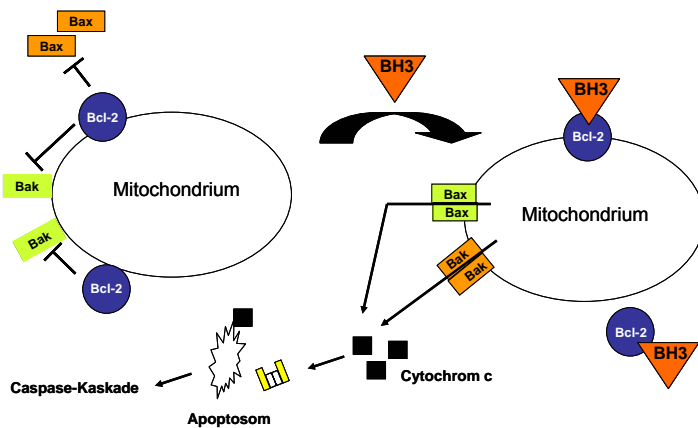 Bax
Bax
Bcl-2
Bak
Mitochondrium
Bak
Bcl-2
BH3
BH3
Bcl-2
Bax
Bax
Mitochondrium
Bak
Bak
Bcl-2
BH3
Cytochrom c
Caspase-Kaskade
Apoptosom